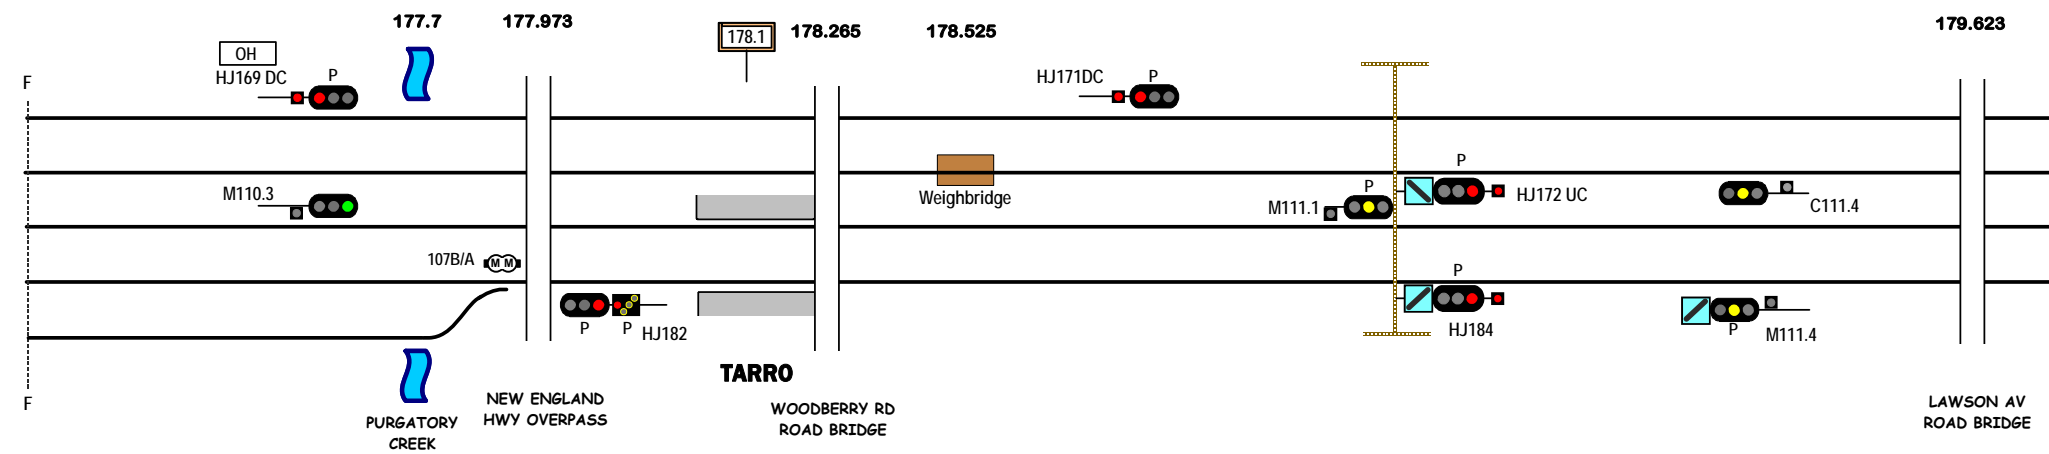 177.7
177.973
178.1
178.265
178.525
179.623
OH
HJ169 DC
P
HJ171DC
P
F
M110.3
Weighbridge
M111.1
P
P
HJ172 UC
C111.4
107B/A
M M
P
P
HJ182
P
HJ184
P
M111.4
TARRO
F
PURGATORY
CREEK
NEW ENGLAND
HWY OVERPASS
WOODBERRY RD
ROAD BRIDGE
LAWSON AV
ROAD BRIDGE